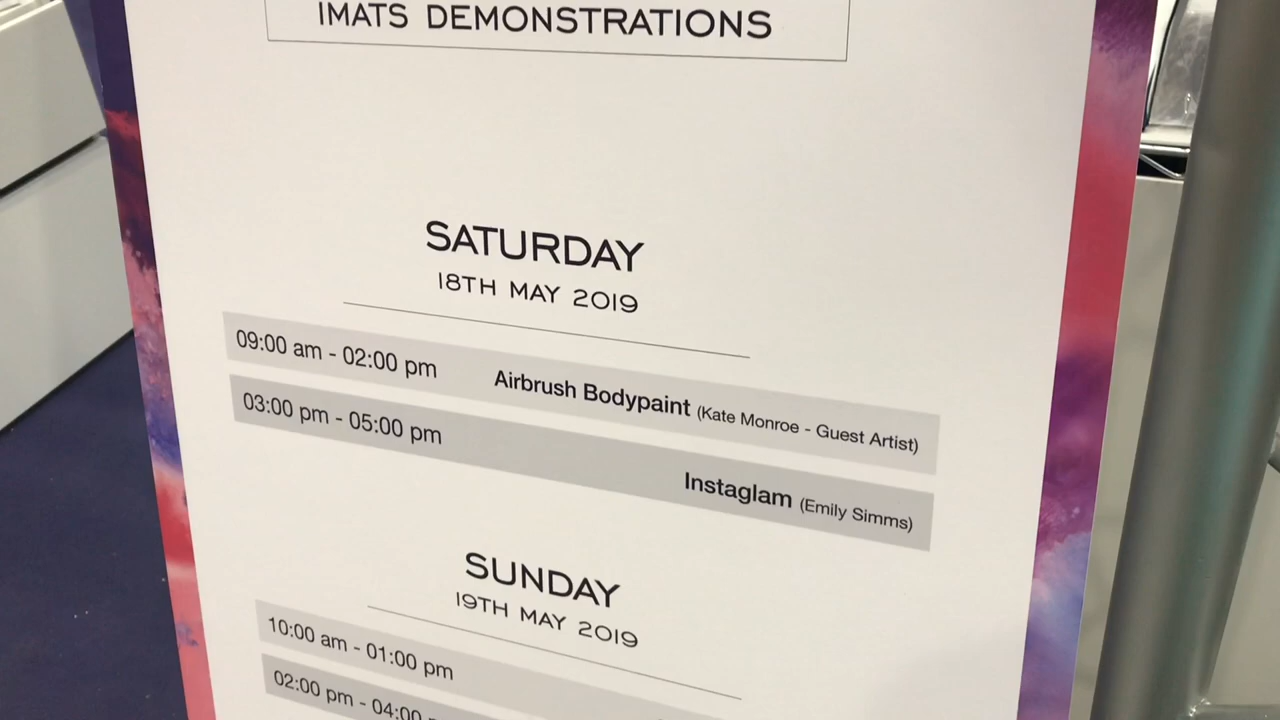 IMATS DEMONSTRATIONS
SATURDAY
18TH MAY 2019
09:00 am - 02:00 pm Airbrush Bodypaint (Kate Monroe - Guest Artist)
03:00 pm - 05:00 pm Instaglam (Emily Simms)
SUNDAY
19TH MAY 2019
10:00 am - 01:00 pm
02:00 pm - 04:00